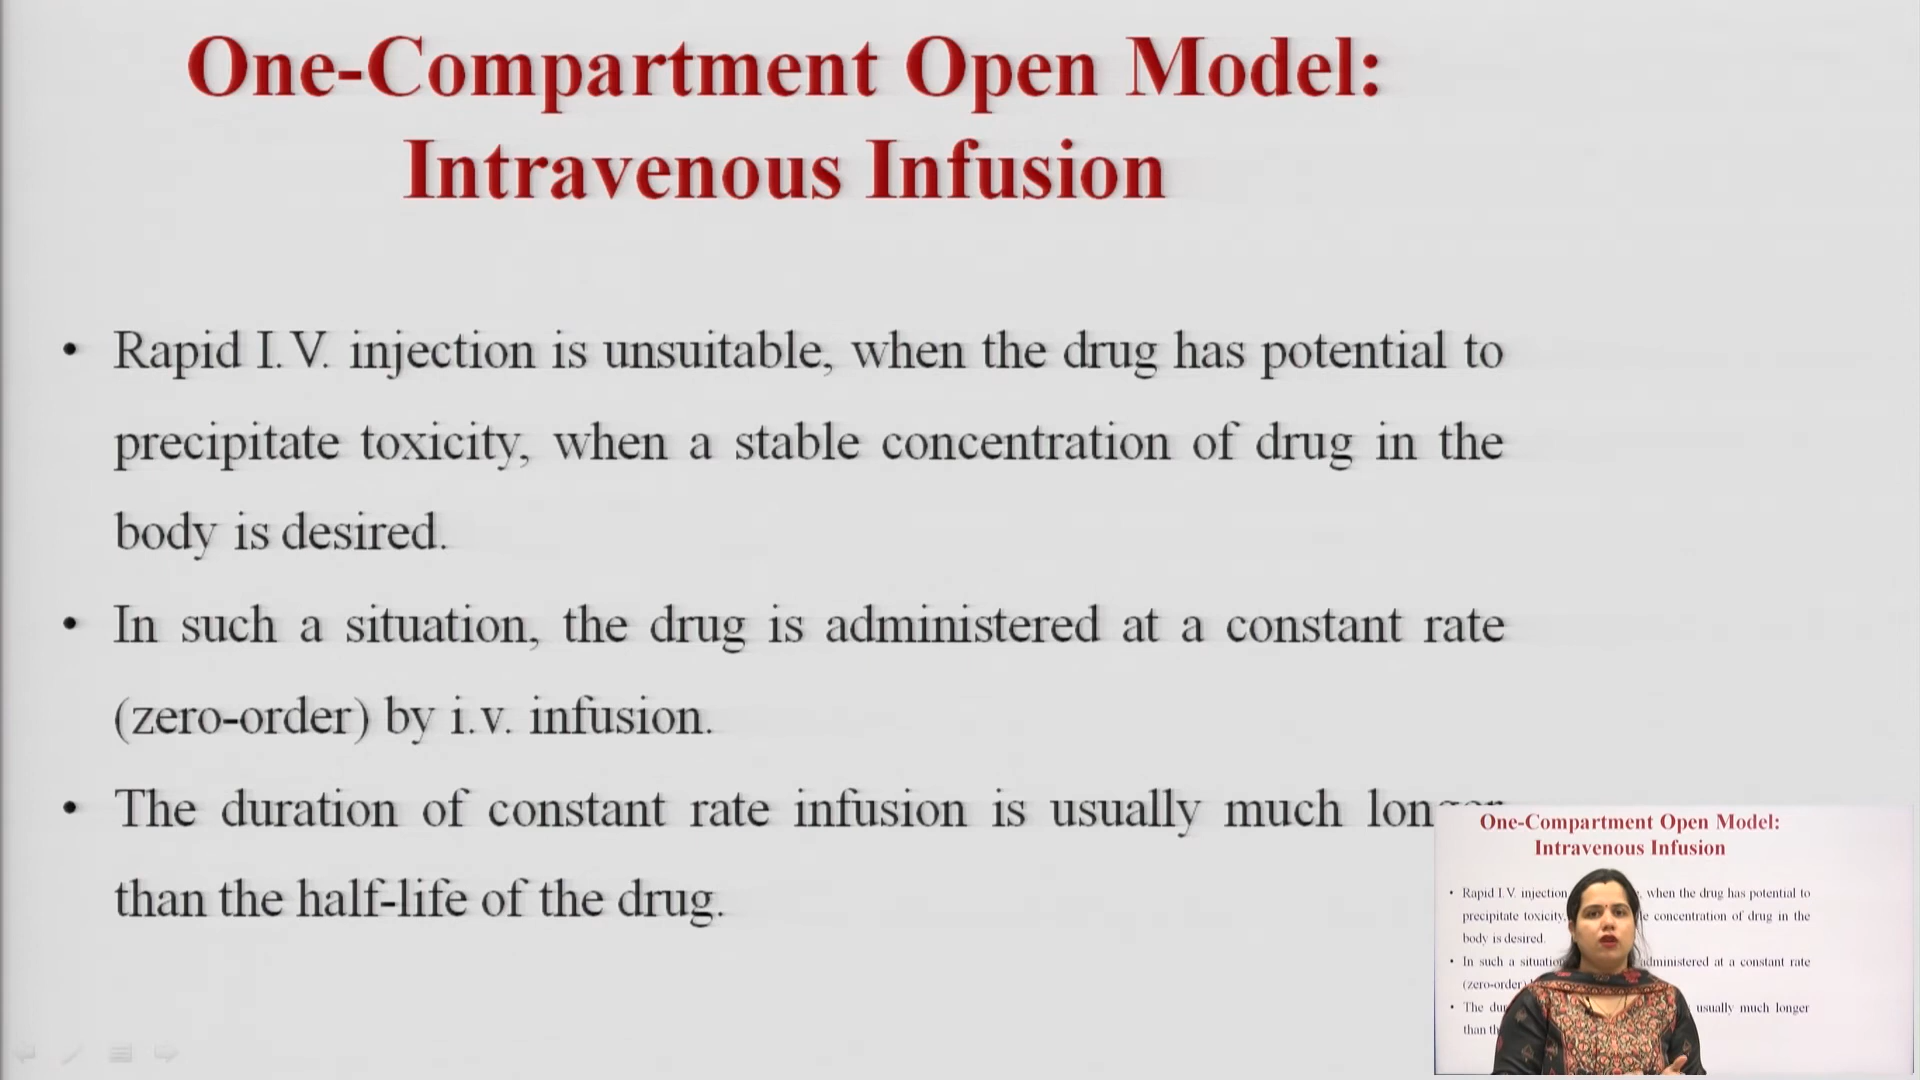 One-Compartment Open Model:
Intravenous Infusion
• Rapid I.V. injection is unsuitable, when the drug has potential to
precipitate toxicity, when a stable concentration of drug in the
body is desired.
• In such a situation, the drug is administered at a constant rate
(zero-order) by i.v. infusion.
• The duration of constant rate infusion is usually much longer
than the half-life of the drug.
One-Compartment Open Model:
Intravenous Infusion
• Rapid I.V. injection , when the drug has potential to
precipitate toxicity, concentration of drug in the
body is desired.
• In such a situation administered at a constant rate
(zero-order)
• The usually much longer
than